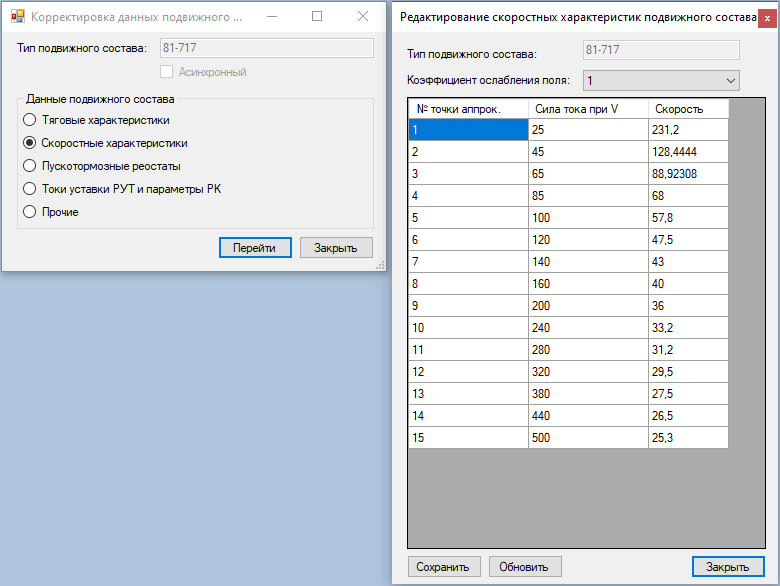 Корректировка данных подвижного ...
Тип подвижного состава: 81-717
Асинхронный
Данные подвижного состава
Тяговые характеристики
Скоростные характеристики
Пускотормозные реостаты
Токи уставки РУТ и параметры РК
Прочие
Перейти Закрыть
Редактирование скоростных характеристик подвижного состава x
Тип подвижного состава: 81-717
Коэффициент ослабления поля: 1
№ точки аппрок. Сила тока при V Скорость
1 25 231,2
2 45 128,4444
3 65 88,92308
4 85 68
5 100 57,8
6 120 47,5
7 140 43
8 160 40
9 200 36
10 240 33,2
11 280 31,2
12 320 29,5
13 380 27,5
14 440 26,5
15 500 25,3
Сохранить Обновить Закрыть